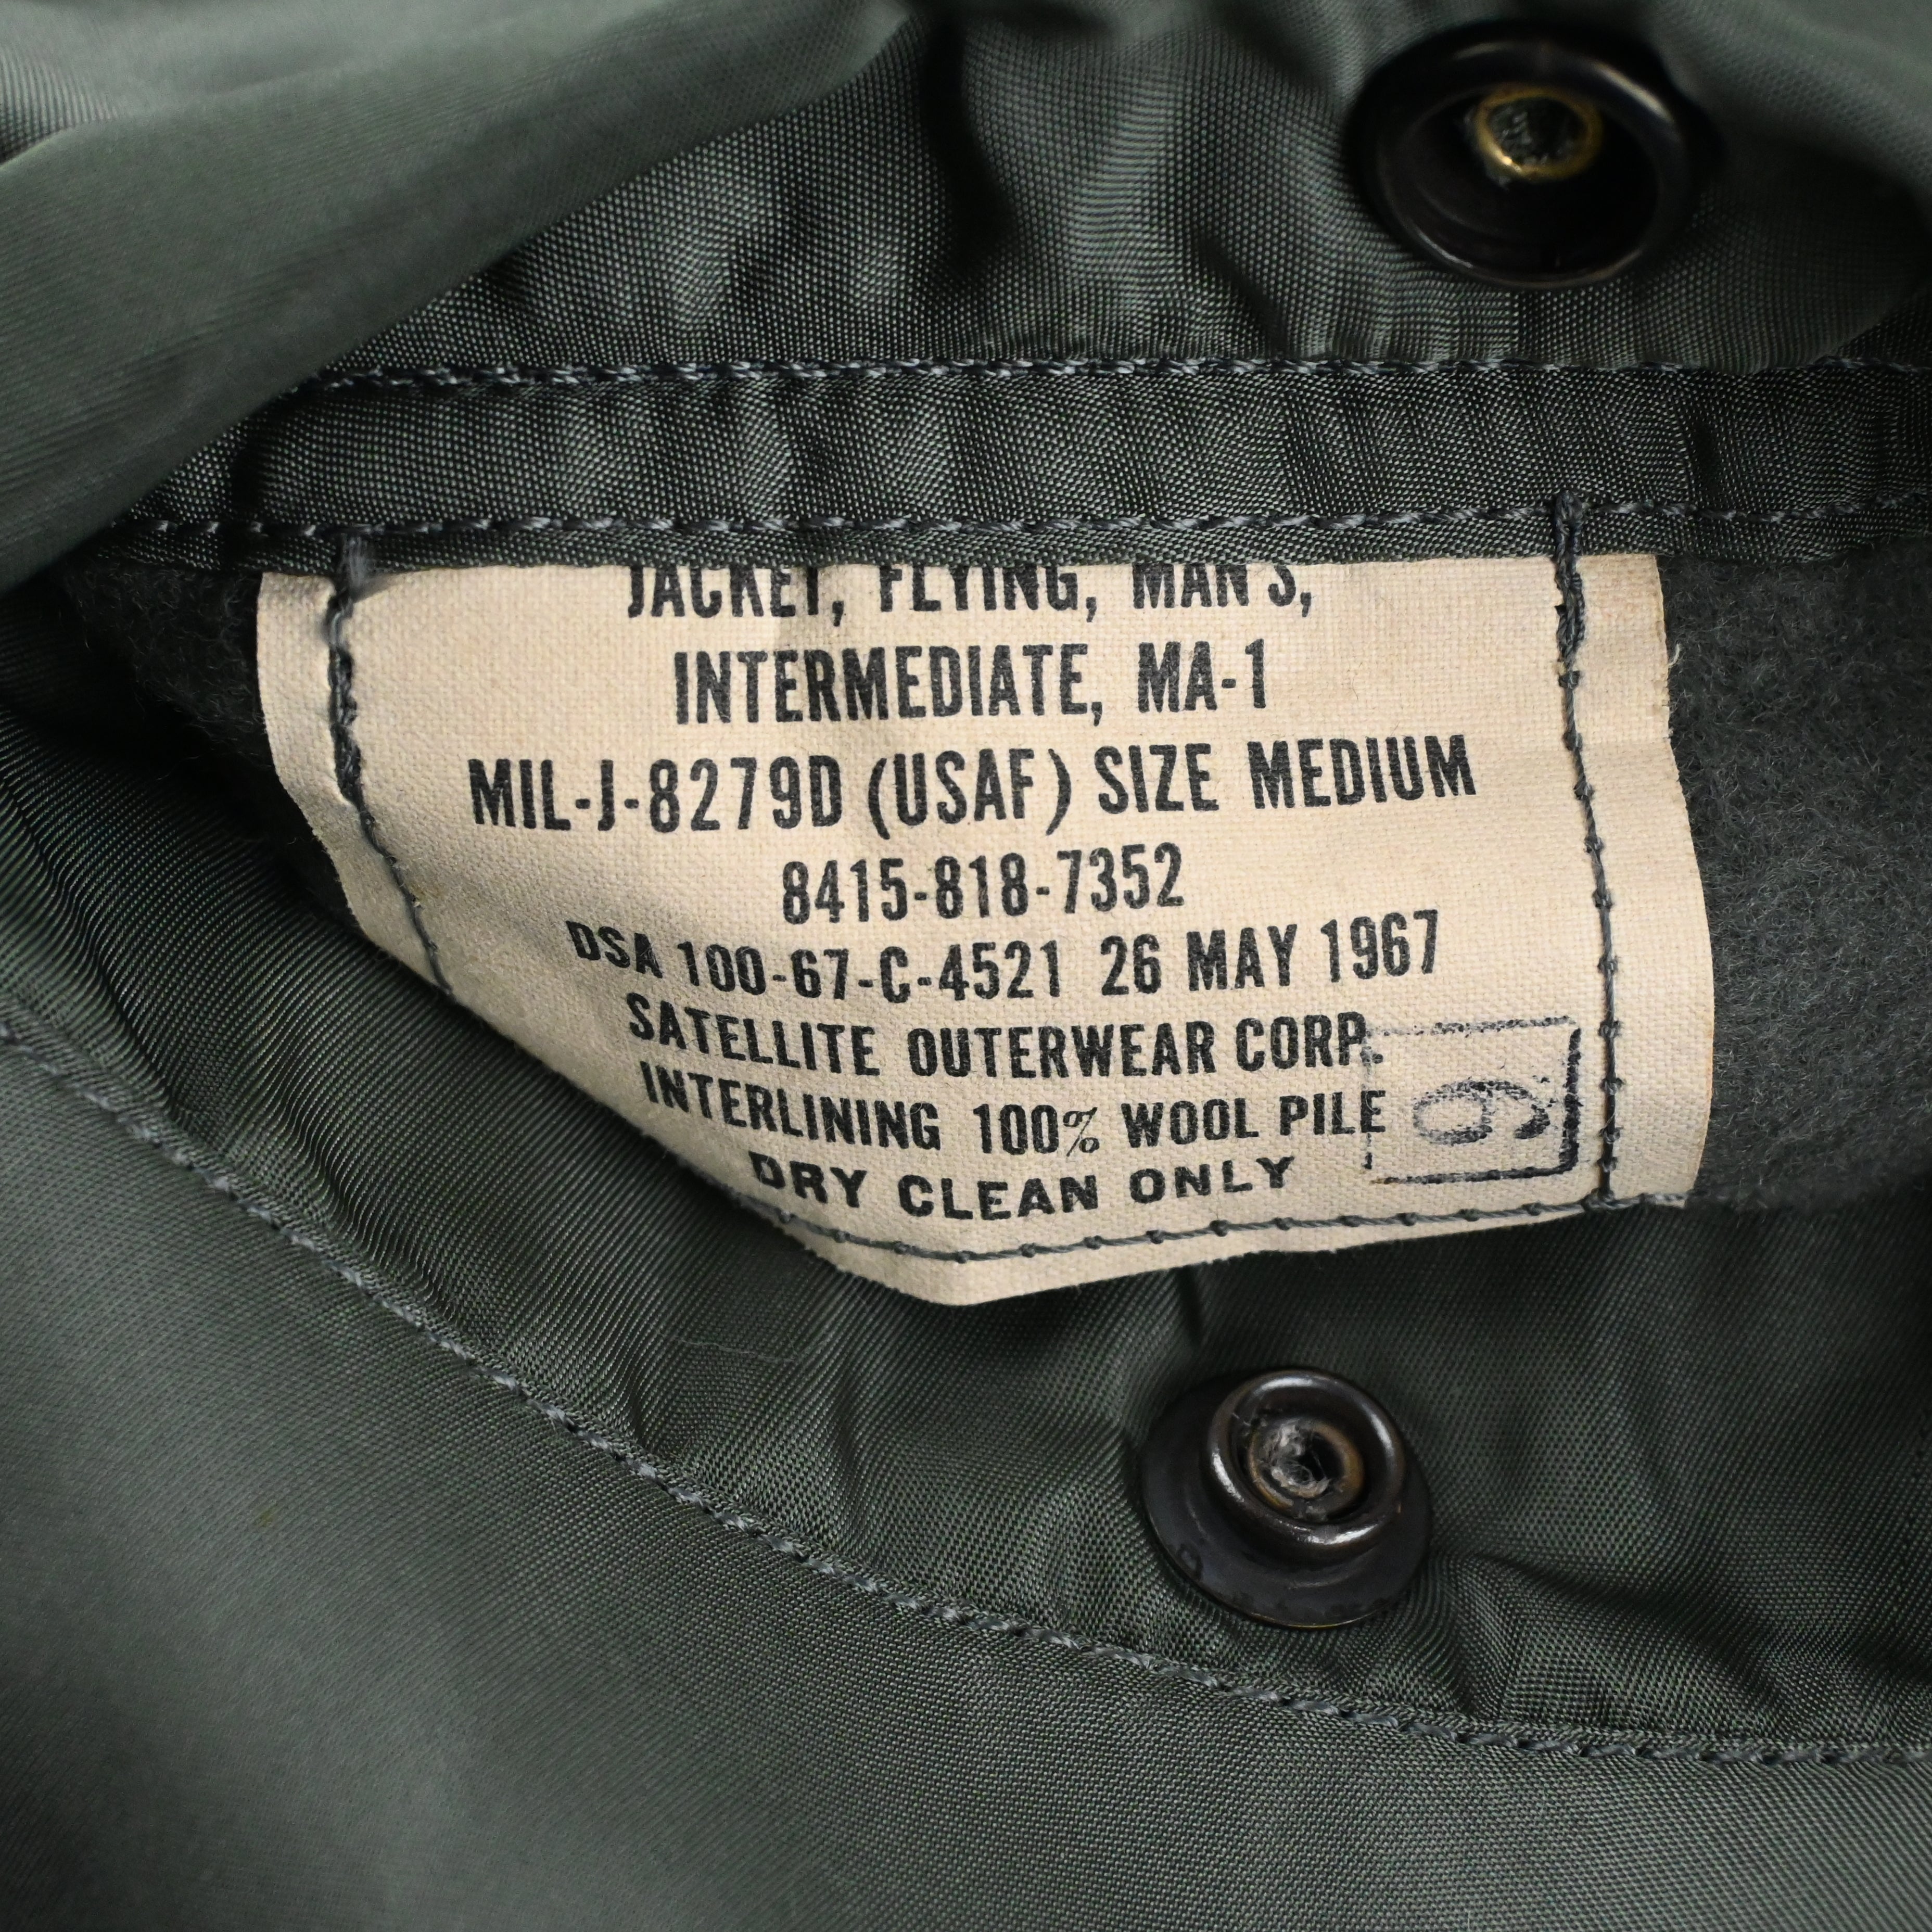 JACKET, FLYING, MAN'S,
INTERMEDIATE, MA-1
MIL-J-8279D (USAF) SIZE MEDIUM
8415-818-7352
DSA 100-67-C-4521 26 MAY 1967
SATELLITE OUTERWEAR CORP.
INTERLINING 100% WOOL PILE
DRY CLEAN ONLY